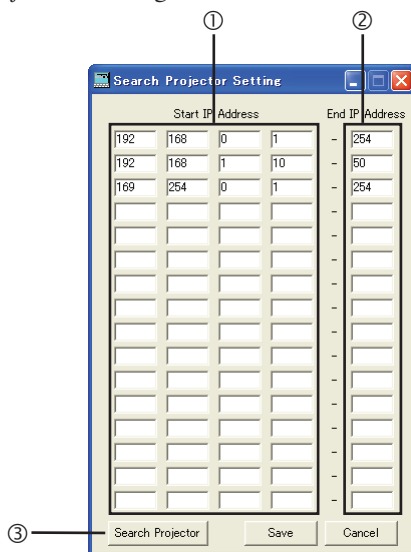 ① ②
Search Projector Setting
Start IP Address End IP Address
192 168 0 1 - 254
192 168 1 10 - 50
169 254 0 1 - 254
-
-
-
-
-
-
-
-
-
-
-
-
-
③ Search Projector Save Cancel